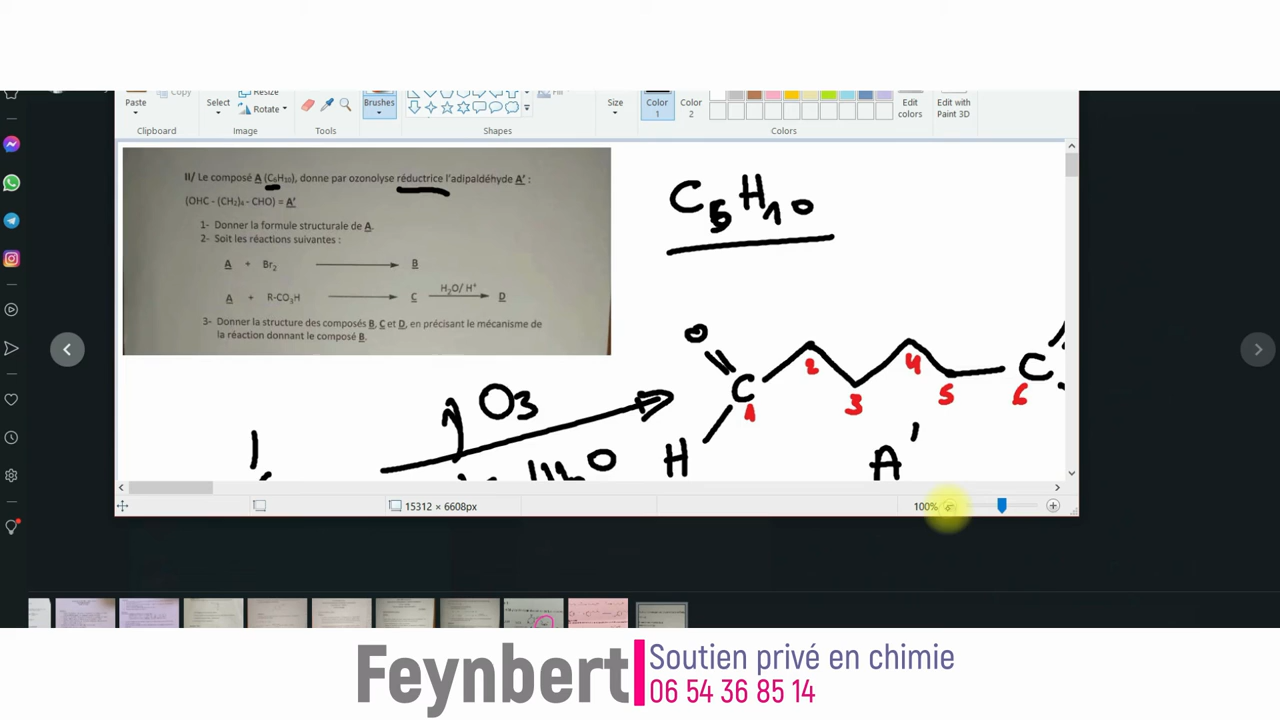 Copy
Resize
Paste
Select
Rotate
Brushes
Size
Color 1
Color 2
Edit colors
Edit with Paint 3D
Clipboard
Image
Tools
Shapes
Colors
II/ Le composé A (C₆H₁₀), donne par ozonolyse réductrice l'adipaldéhyde A' :
(OHC - (CH₂)₄ - CHO) = A'
1- Donner la formule structurale de A.
2- Soit les réactions suivantes :
A + Br₂ B
A + R-CO₃H C H₂O/ H⁺ D
3- Donner la structure des composés B, C et D, en précisant le mécanisme de
la réaction donnant le composé B.
O
C
2
4
C
1
3
5
6
O3
H
A'
15312 × 6608px
100%
Feynbert
Soutien privé en chimie
06 54 36 85 14